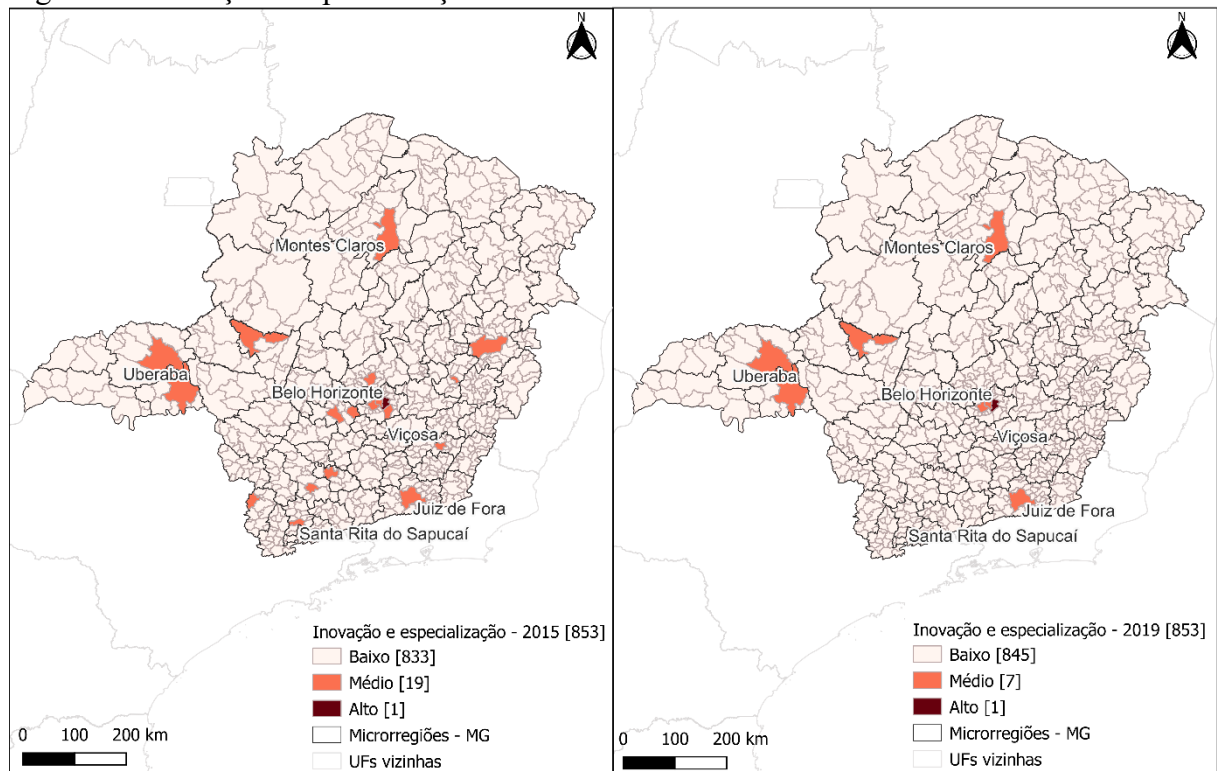 N
Montes Claros
Uberaba
Belo Horizonte
Viçosa
Juiz de Fora
Santa Rita do Sapucaí
Inovação e especialização - 2015 [853]
Baixo [833]
Médio [19]
Alto [1]
Microrregiões - MG
UFs vizinhas
0 100 200 km
N
Montes Claros
Uberaba
Belo Horizonte
Viçosa
Juiz de Fora
Santa Rita do Sapucaí
Inovação e especialização - 2019 [853]
Baixo [845]
Médio [7]
Alto [1]
Microrregiões - MG
UFs vizinhas
0 100 200 km